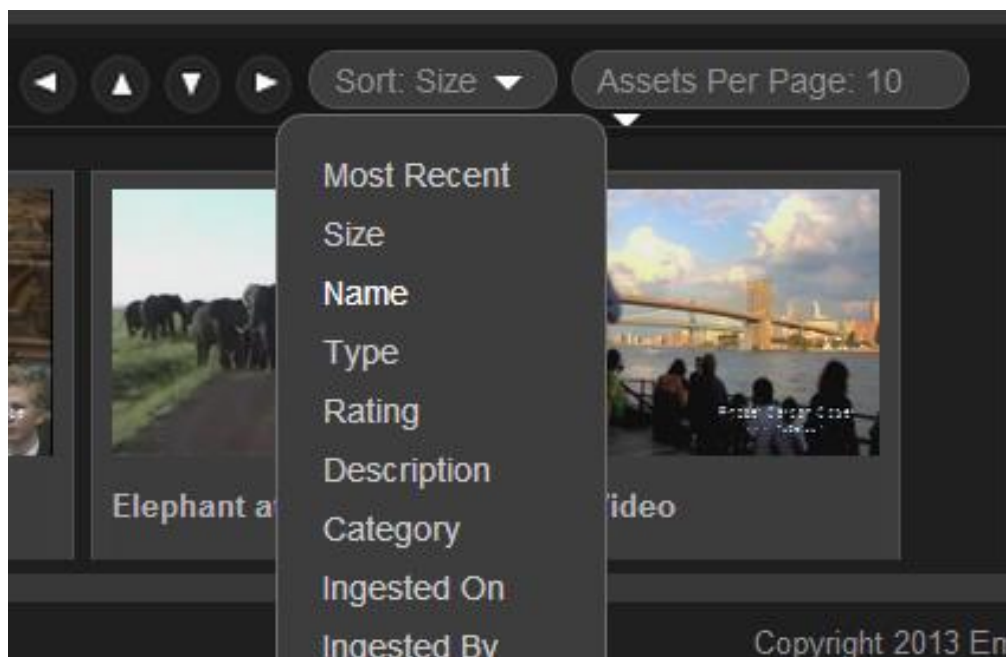 Sort: Size
Assets Per Page: 10
Most Recent
Size
Name
Type
Rating
Description
Category
Ingested On
Ingested By
Elephant a
ideo
Copyright 2013 En